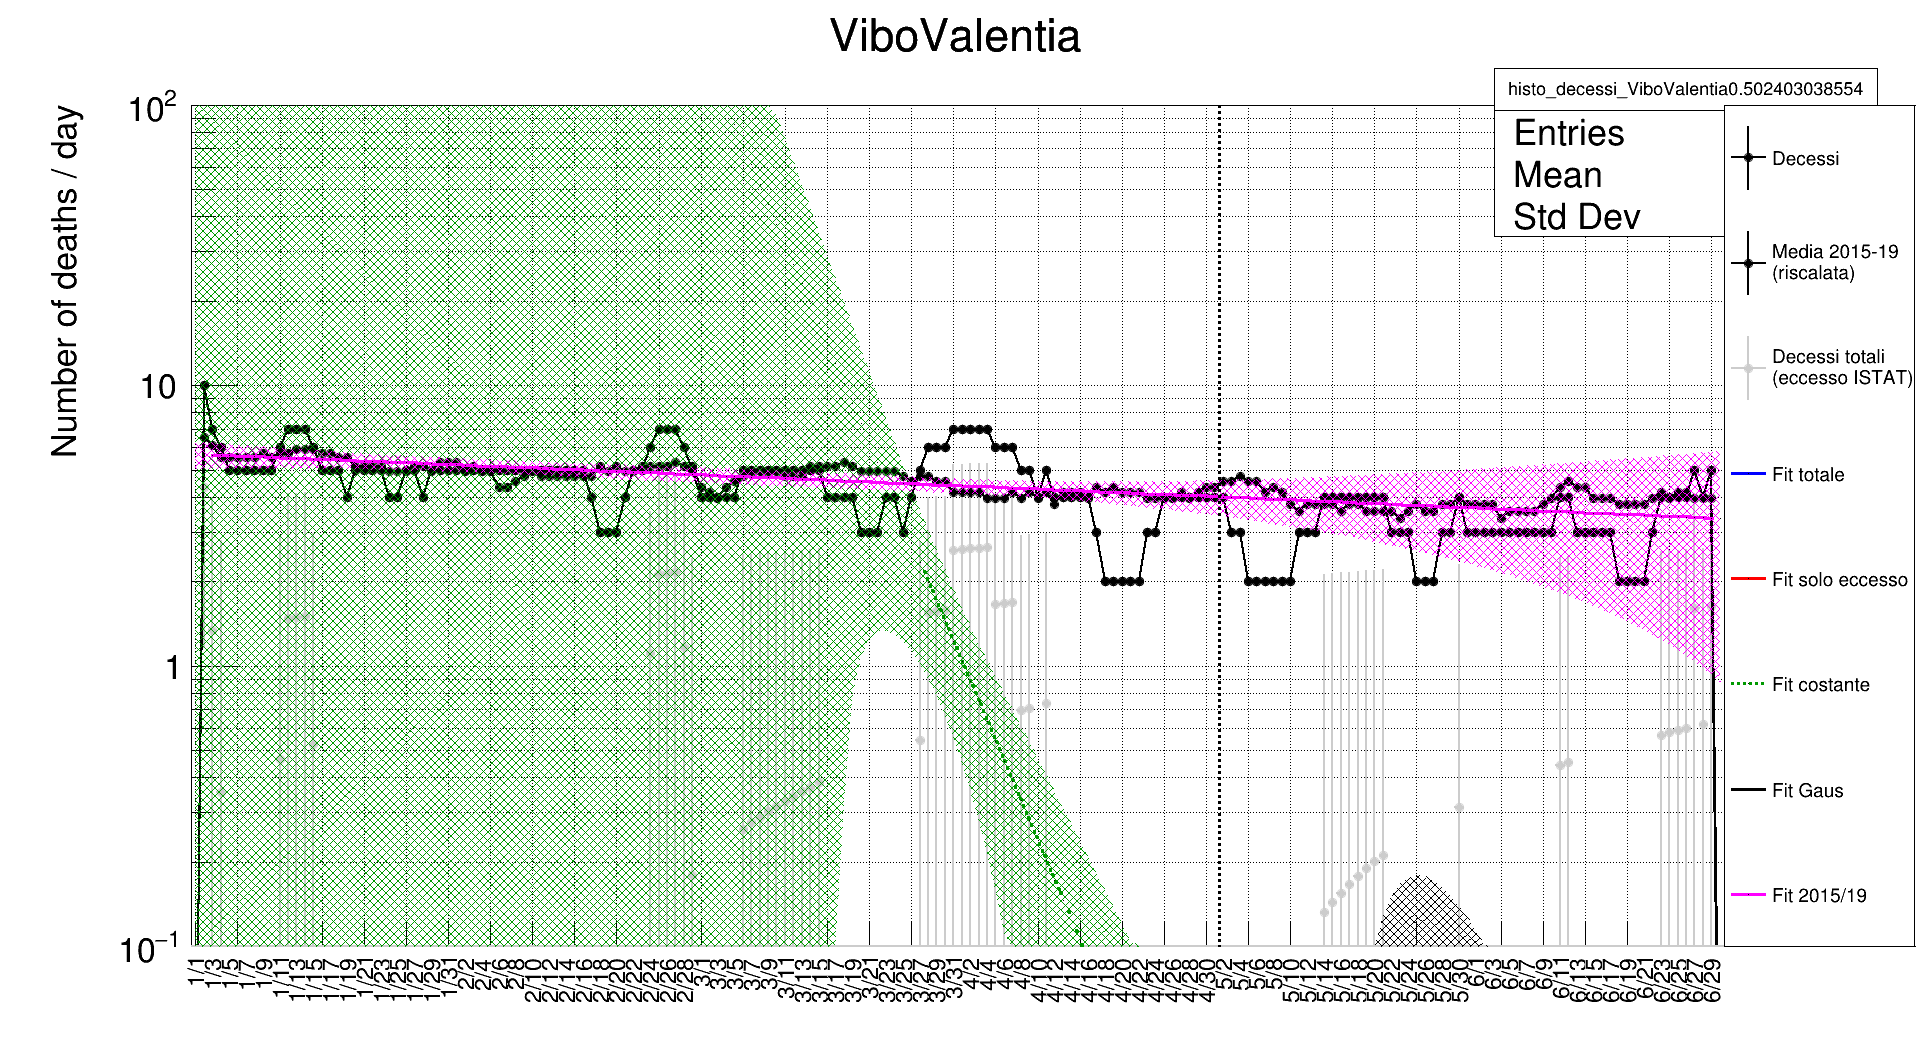 ViboValentia
histo_decessi_ViboValentia0.502403038554
Entries
Mean
Std Dev
Number of deaths / day
10²
10
1
10⁻¹
1/1 1/3 1/5 1/7 1/9 1/11 1/13 1/15 1/17 1/19 1/21 1/23 1/25 1/27 1/29 1/31 2/2 2/4 2/6 2/8 2/10 2/12 2/14 2/16 2/18 2/20 2/22 2/24 2/26 2/28 3/1 3/3 3/5 3/7 3/9 3/11 3/13 3/15 3/17 3/19 3/21 3/23 3/25 3/27 3/29 3/31 4/2 4/4 4/6 4/8 4/10 4/12 4/14 4/16 4/18 4/20 4/22 4/24 4/26 4/28 4/30 5/2 5/4 5/6 5/8 5/10 5/12 5/14 5/16 5/18 5/20 5/22 5/24 5/26 5/28 5/30 6/1 6/3 6/5 6/7 6/9 6/11 6/13 6/15 6/17 6/19 6/21 6/23 6/25 6/27 6/29
Decessi
Media 2015-19
(riscalata)
Decessi totali
(eccesso ISTAT)
Fit totale
Fit solo eccesso
Fit costante
Fit Gaus
Fit 2015/19